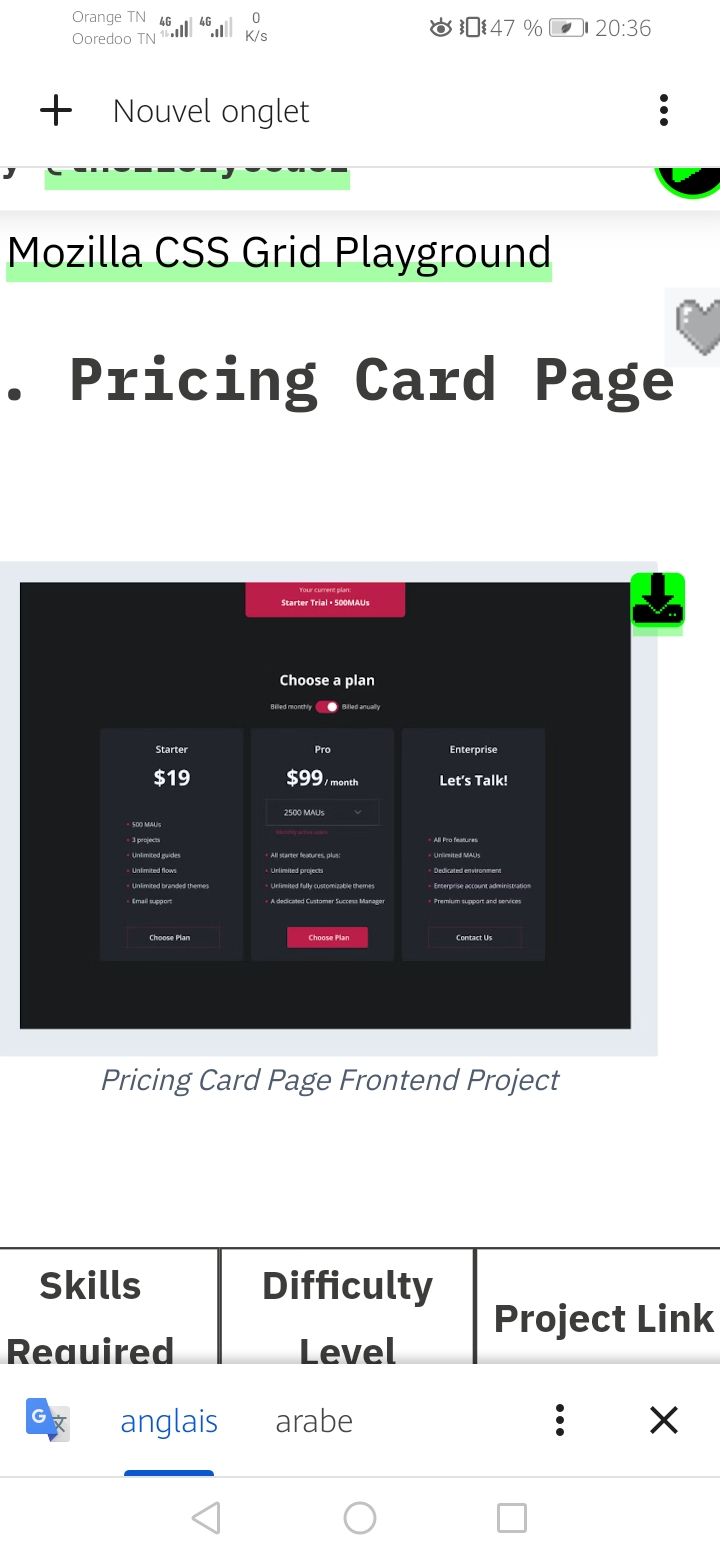 Orange TN 4G 4G 0
Ooredoo TN K/s
47 % 20:36
Nouvel onglet
Mozilla CSS Grid Playground
. Pricing Card Page
Your current plan:
Starter Trial • 500MAUs
Choose a plan
Billed monthly Billed anually
Starter
$19
• 500 MAUs
• 3 projects
• Unlimited guides
• Unlimited flows
• Unlimited branded themes
• Email support
Choose Plan
Pro
$99 / month
2500 MAUs
Monthly active users
• All starter features, plus:
• Unlimited projects
• Unlimited fully customizable themes
• A dedicated Customer Success Manager
Choose Plan
Enterprise
Let's Talk!
• All Pro features
• Unlimited MAUs
• Dedicated environment
• Enterprise account administration
• Premium support and services
Contact Us
Pricing Card Page Frontend Project
Skills
Required
Difficulty
Level
Project Link
G 文
anglais arabe